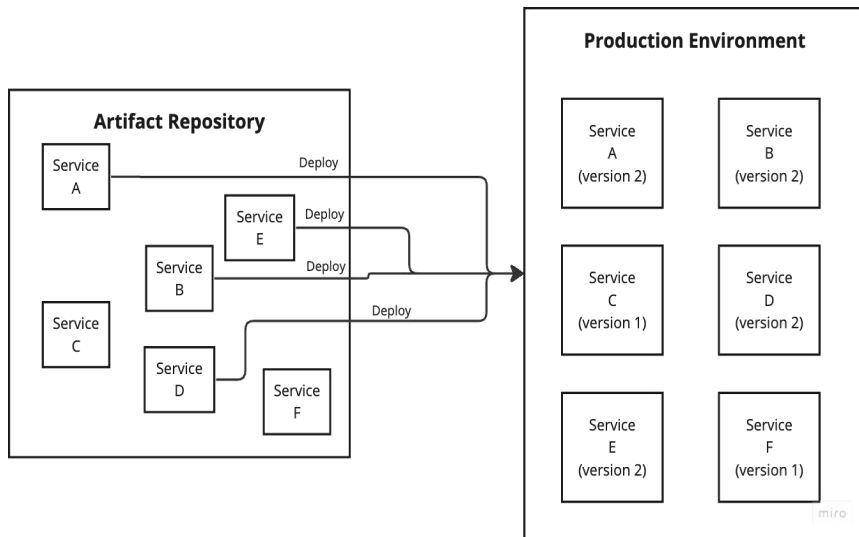 Production Environment
Artifact Repository
Service
A
Deploy
Service
E
Deploy
Service
B
Deploy
Service
C
Service
D
Deploy
Service
F
Service
A
(version 2)
Service
B
(version 2)
Service
C
(version 1)
Service
D
(version 2)
Service
E
(version 2)
Service
F
(version 1)
miro